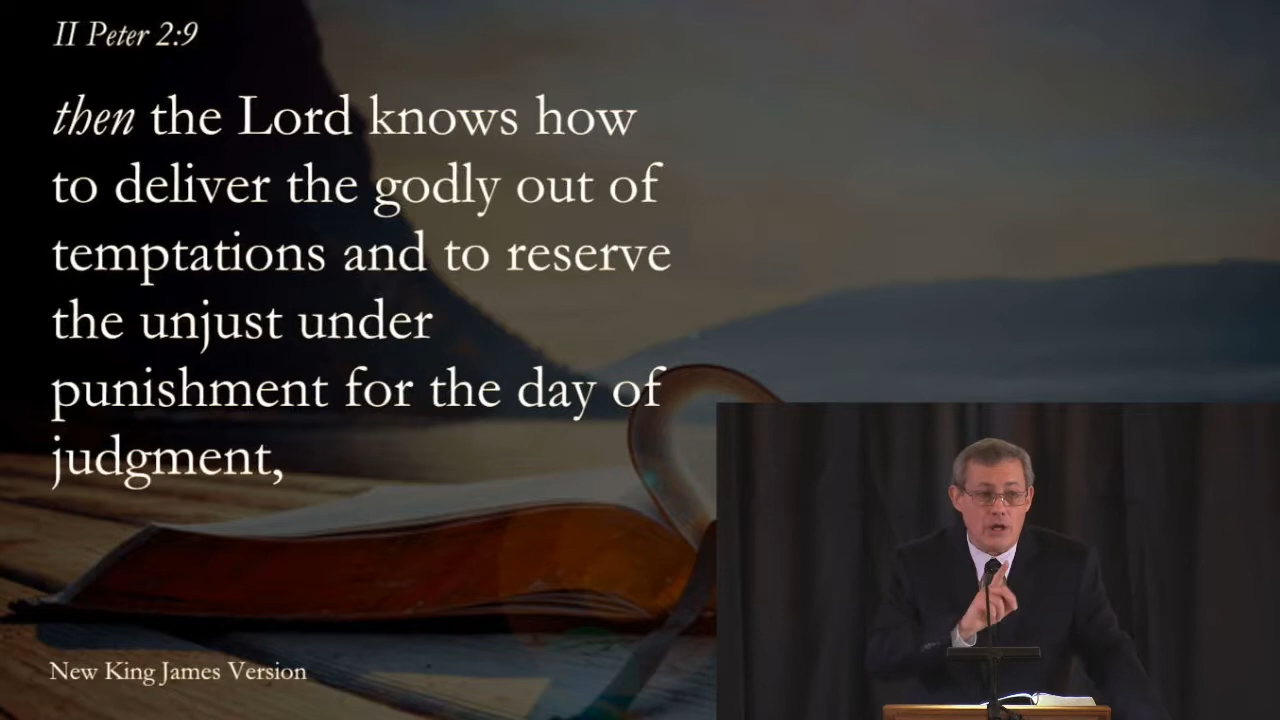 II Peter 2:9
then the Lord knows how
to deliver the godly out of
temptations and to reserve
the unjust under
punishment for the day of
judgment,
New King James Version